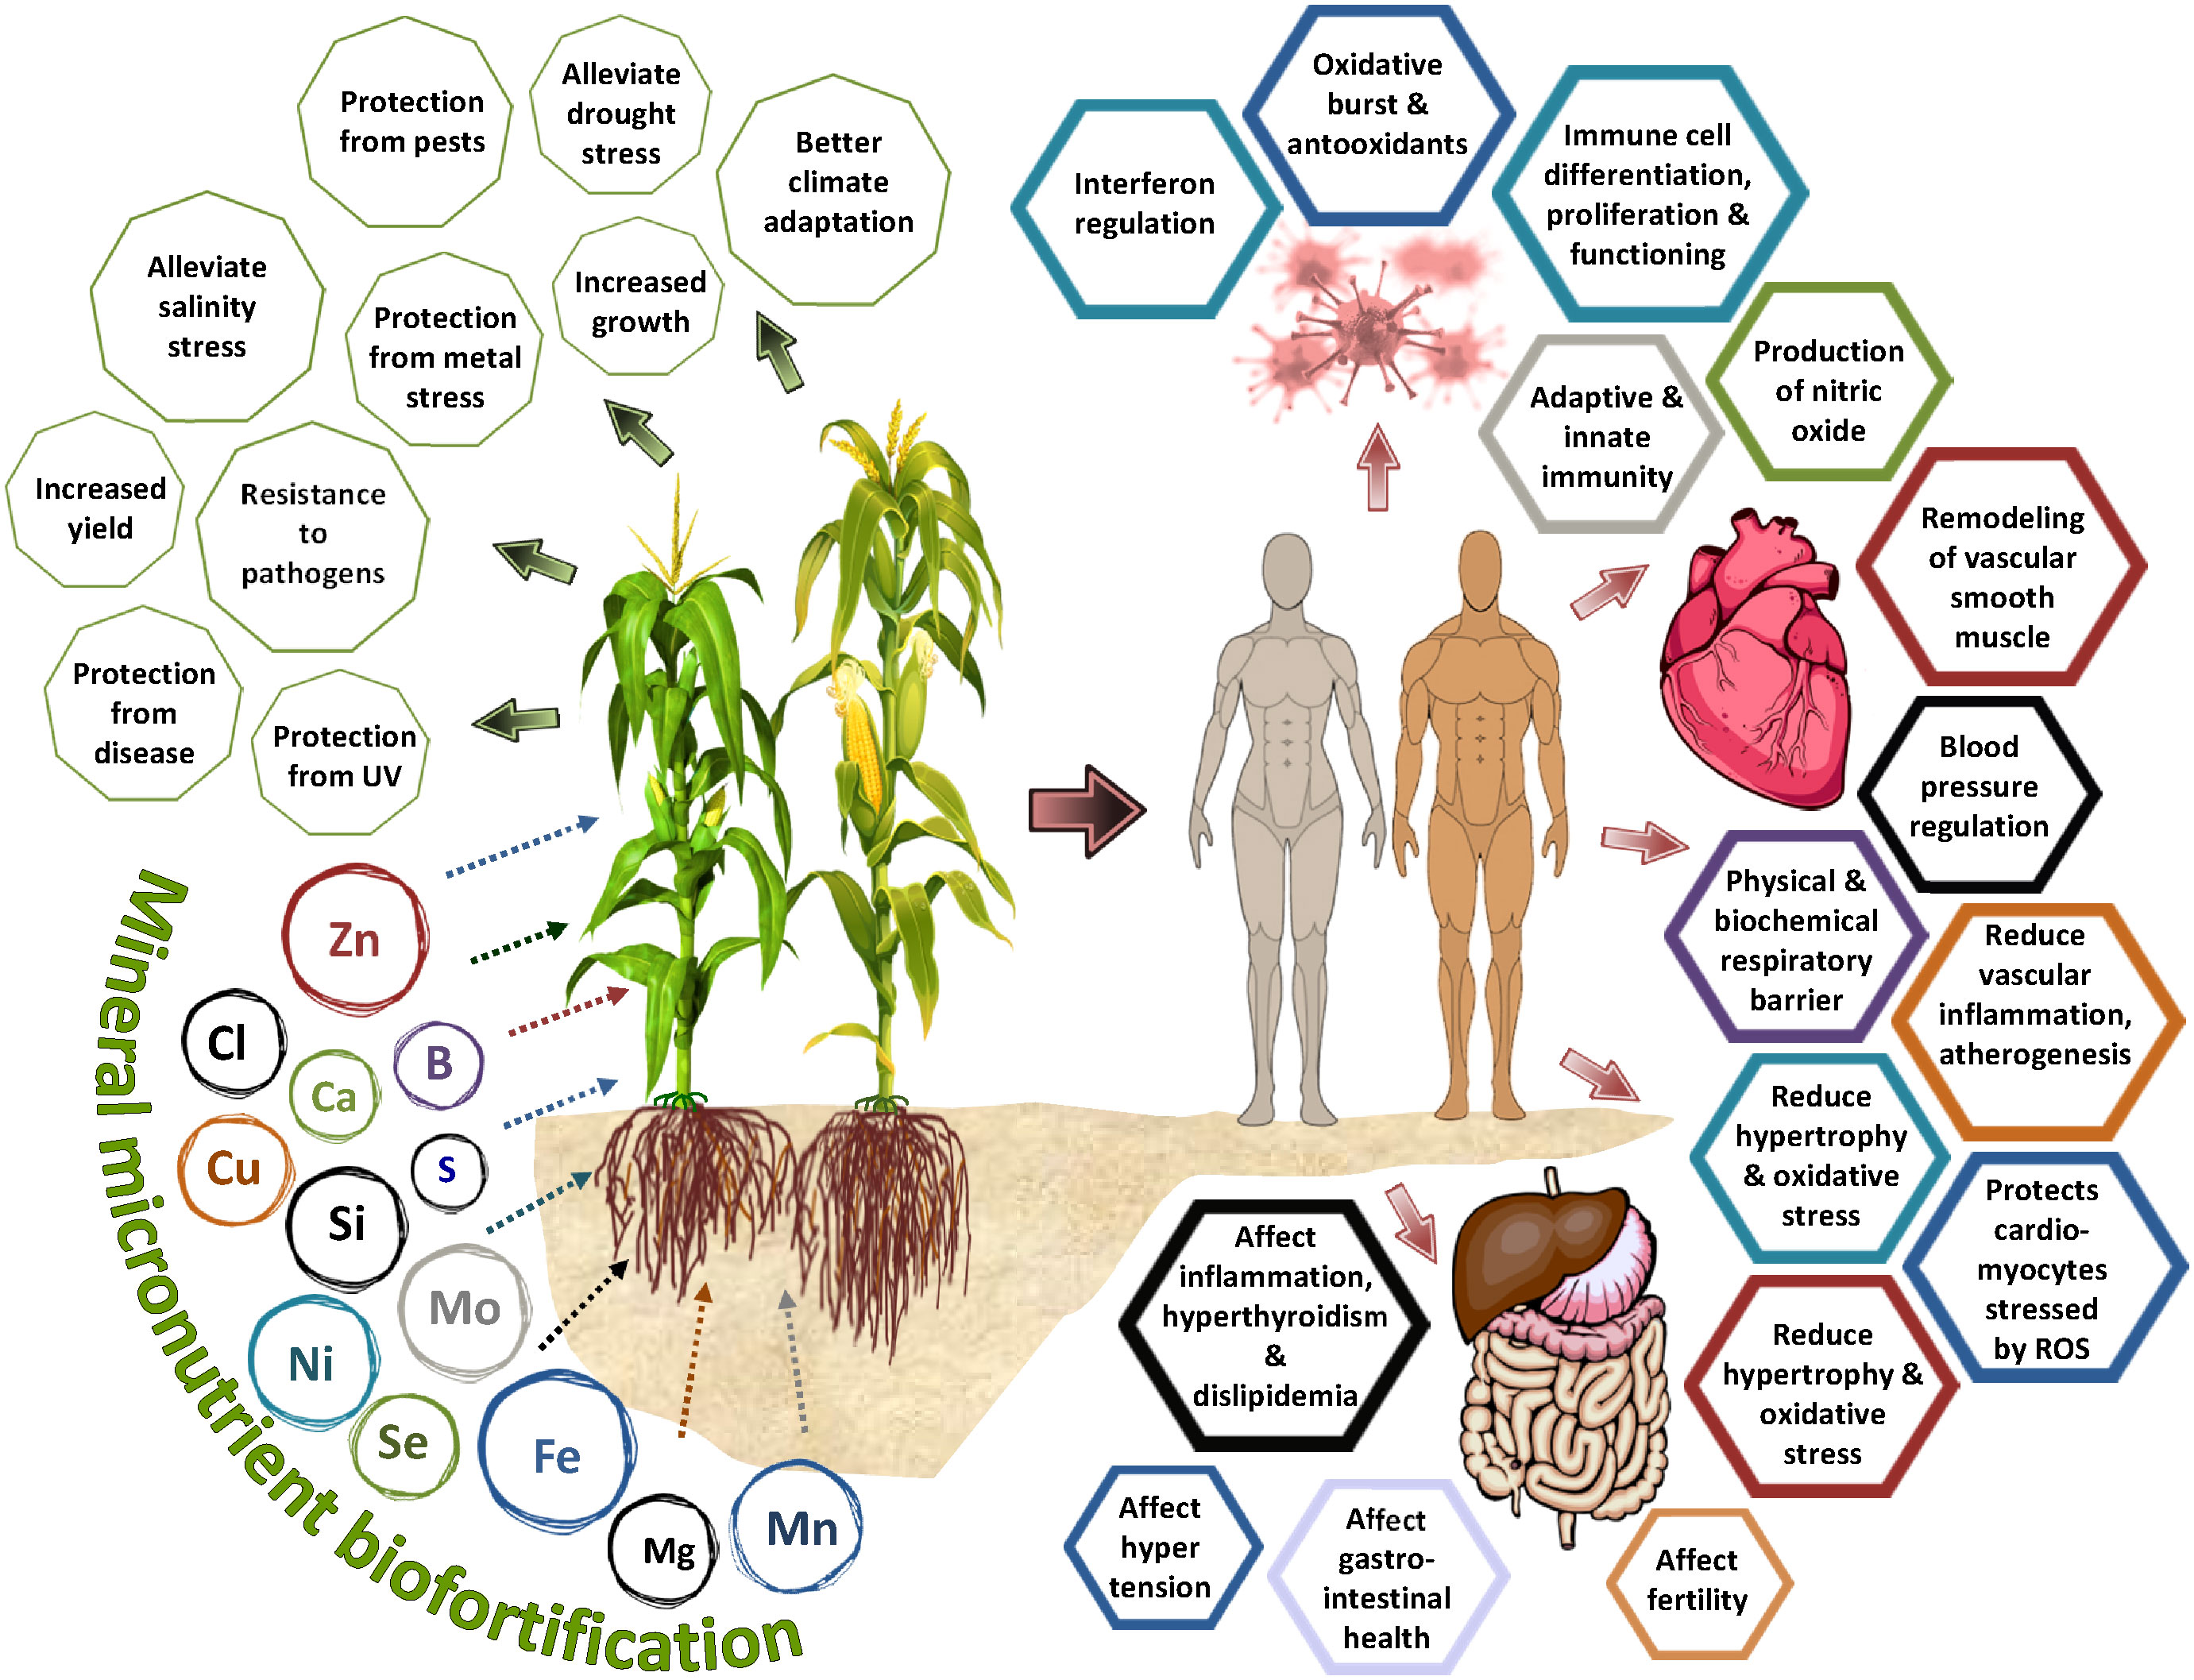 Protection
from pests
Alleviate
drought
stress
Better
climate
adaptation
Alleviate
salinity
stress
Protection
from metal
stress
Increased
growth
Increased
yield
Resistance
to
pathogens
Protection
from
disease
Protection
from UV
Mineral micronutrient biofortification
Zn
Cl
Ca
B
Cu
S
Si
Mo
Ni
Se
Fe
Mg
Mn
Interferon
regulation
Oxidative
burst &
antooxidants
Immune cell
differentiation,
proliferation &
functioning
Adaptive &
innate
immunity
Production
of nitric
oxide
Remodeling
of vascular
smooth
muscle
Blood
pressure
regulation
Physical &
biochemical
respiratory
barrier
Reduce
vascular
inflammation,
atherogenesis
Reduce
hypertrophy
& oxidative
stress
Protects
cardio-
myocytes
stressed
by ROS
Reduce
hypertrophy &
oxidative
stress
Affect
inflammation,
hyperthyroidism
&
dislipidemia
Affect
hyper
tension
Affect
gastro-
intestinal
health
Affect
fertility